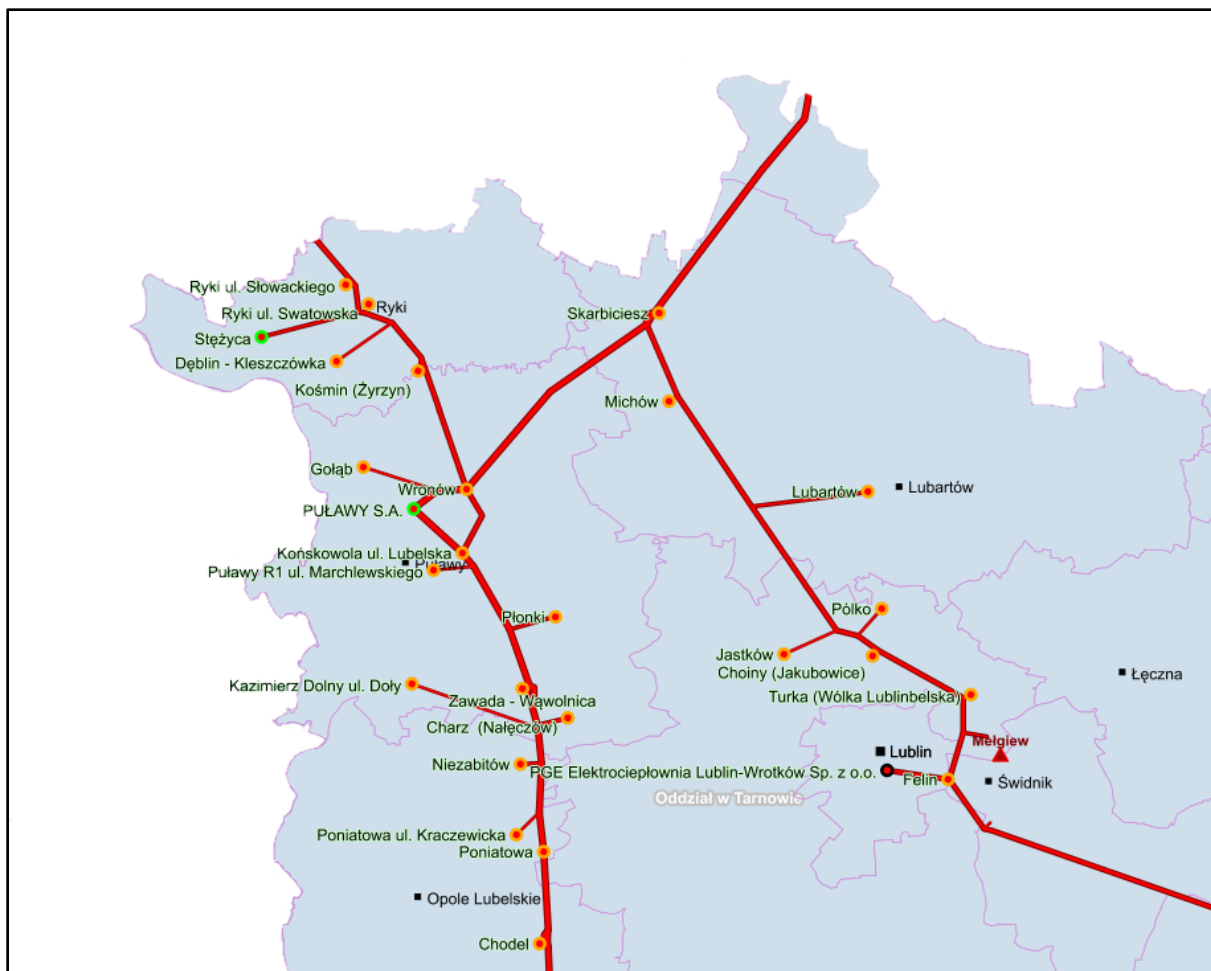 Ryki ul. Słowackiego
Ryki
Ryki ul. Swatowska
Skarbiciesz
Stężyca
Dęblin - Kleszczówka
Kośmin (Żyrzyn)
Michów
Gołąb
Wronów
Lubartów
Lubartów
PUŁAWY S.A.
Końskowola ul. Lubelska
Puławy
Puławy R1 ul. Marchlewskiego
Płonki
Pólko
Jastków
Choiny (Jakubowice)
Łęczna
Kazimierz Dolny ul. Doły
Zawada - Wąwolnica
Turka (Wólka Lublinbelska)
Charz (Nałęczów)
Mełgiew
Lublin
Niezabitów
PGE Elektrociepłownia Lublin-Wrotków Sp. z o.o.
Felin
Świdnik
Oddział w Tarnowie
Poniatowa ul. Kraczewicka
Poniatowa
Opole Lubelskie
Chodel